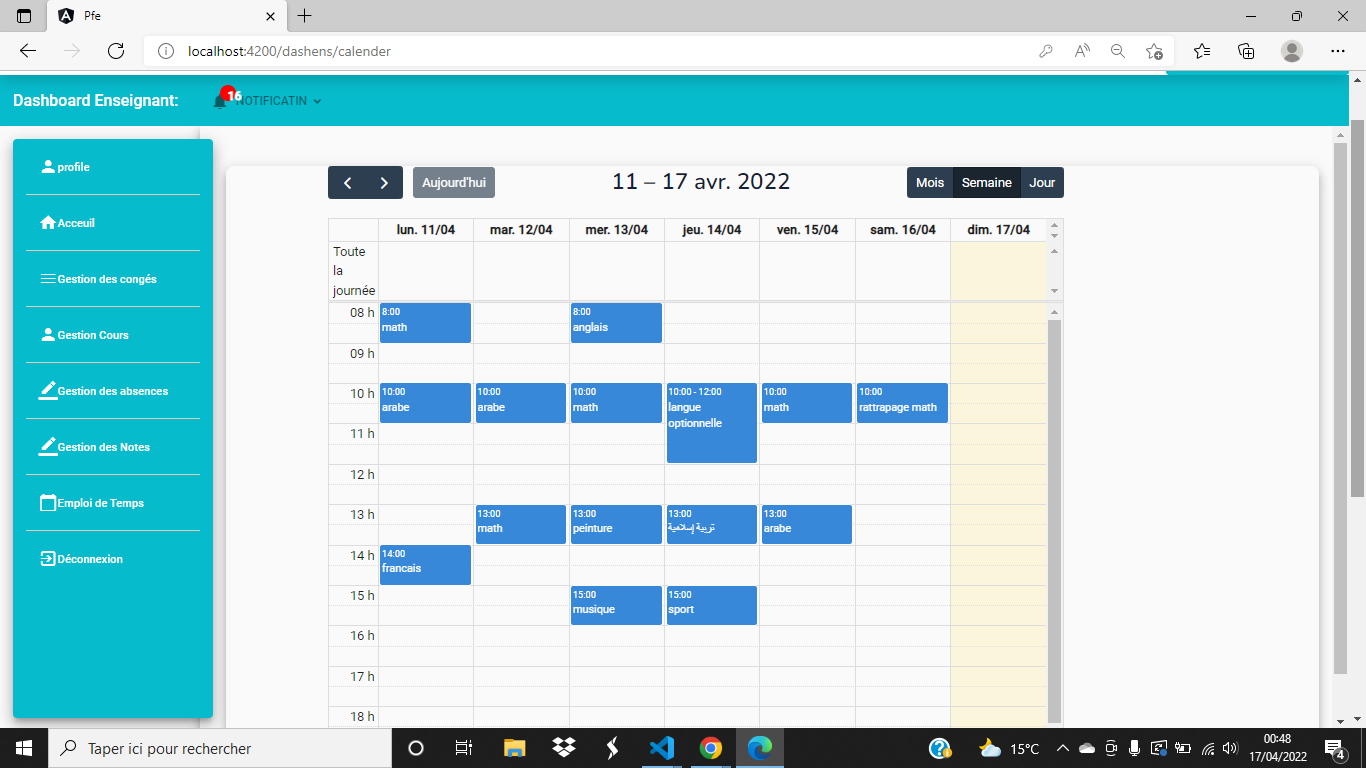 Pfe
localhost:4200/dashens/calender
Dashboard Enseignant:
16
NOTIFICATIN
profile
Acceuil
Gestion des congés
Gestion Cours
Gestion des absences
Gestion des Notes
Emploi de Temps
Déconnexion
Aujourd'hui
11 – 17 avr. 2022
Mois Semaine Jour
lun. 11/04 mar. 12/04 mer. 13/04 jeu. 14/04 ven. 15/04 sam. 16/04 dim. 17/04
Toute
la
journée
08 h
8:00 8:00
math anglais
09 h
10 h
10:00 10:00 10:00 10:00 - 12:00 10:00 10:00
arabe arabe math langue math rattrapage math
optionnelle
11 h
12 h
13 h
13:00 13:00 13:00 13:00
math peinture تربية إسلامية arabe
14 h
14:00
francais
15 h
15:00 15:00
musique sport
16 h
17 h
18 h
Taper ici pour rechercher
15°C
00:48
17/04/2022
4